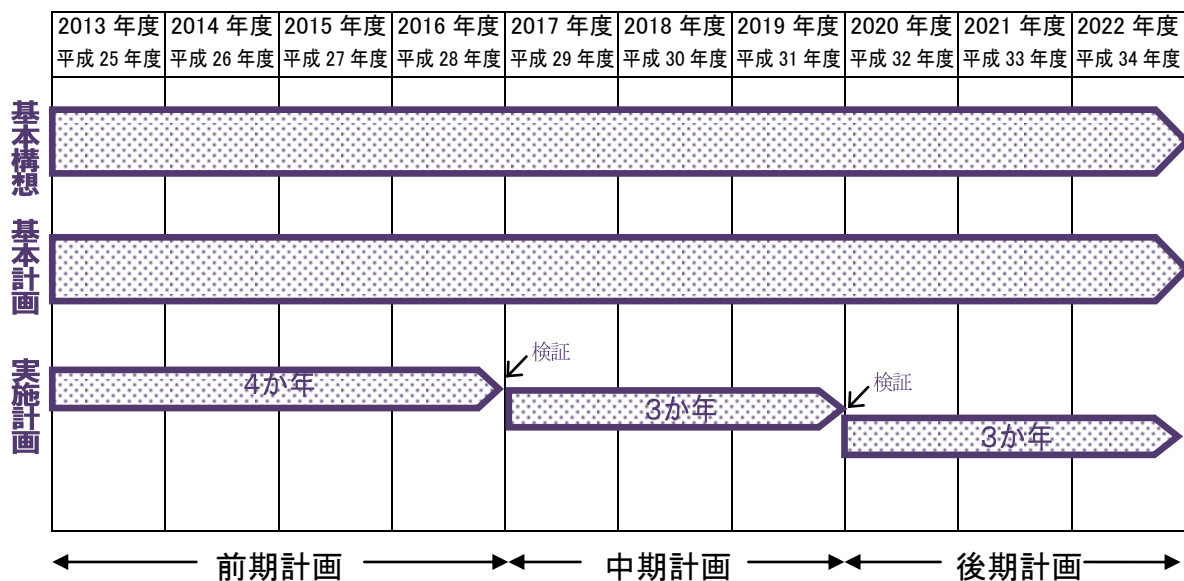 2013 年度 2014 年度 2015 年度 2016 年度 2017 年度 2018 年度 2019 年度 2020 年度 2021 年度 2022 年度
平成 25 年度 平成 26 年度 平成 27 年度 平成 28 年度 平成 29 年度 平成 30 年度 平成 31 年度 平成 32 年度 平成 33 年度 平成 34 年度
基本構想
基本計画
実施計画
4か年
検証
3か年
検証
3か年
前期計画 中期計画 後期計画